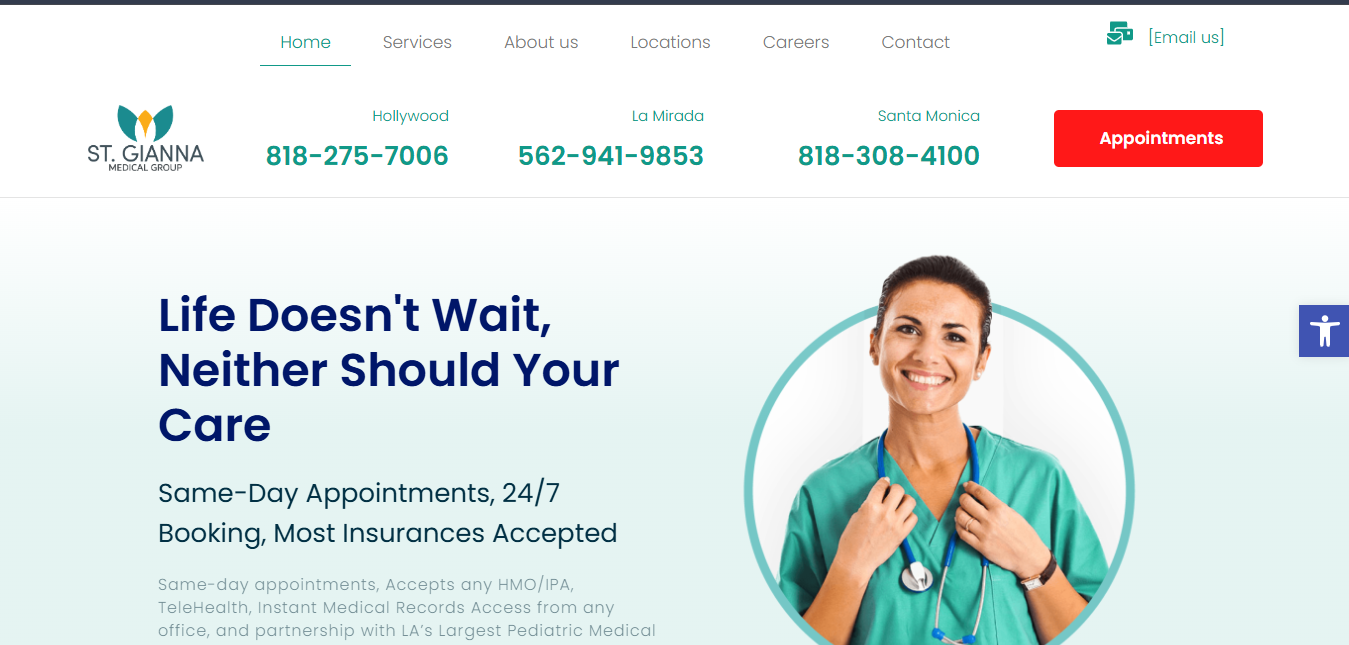 Home
Services
About us
Locations
Careers
Contact
[Email us]
ST. GIANNA
MEDICAL GROUP
Hollywood
818-275-7006
La Mirada
562-941-9853
Santa Monica
818-308-4100
Appointments
Life Doesn't Wait,
Neither Should Your
Care
Same-Day Appointments, 24/7
Booking, Most Insurances Accepted
Same-day appointments, Accepts any HMO/IPA,
TeleHealth, Instant Medical Records Access from any
office, and partnership with LA’s Largest Pediatric Medical